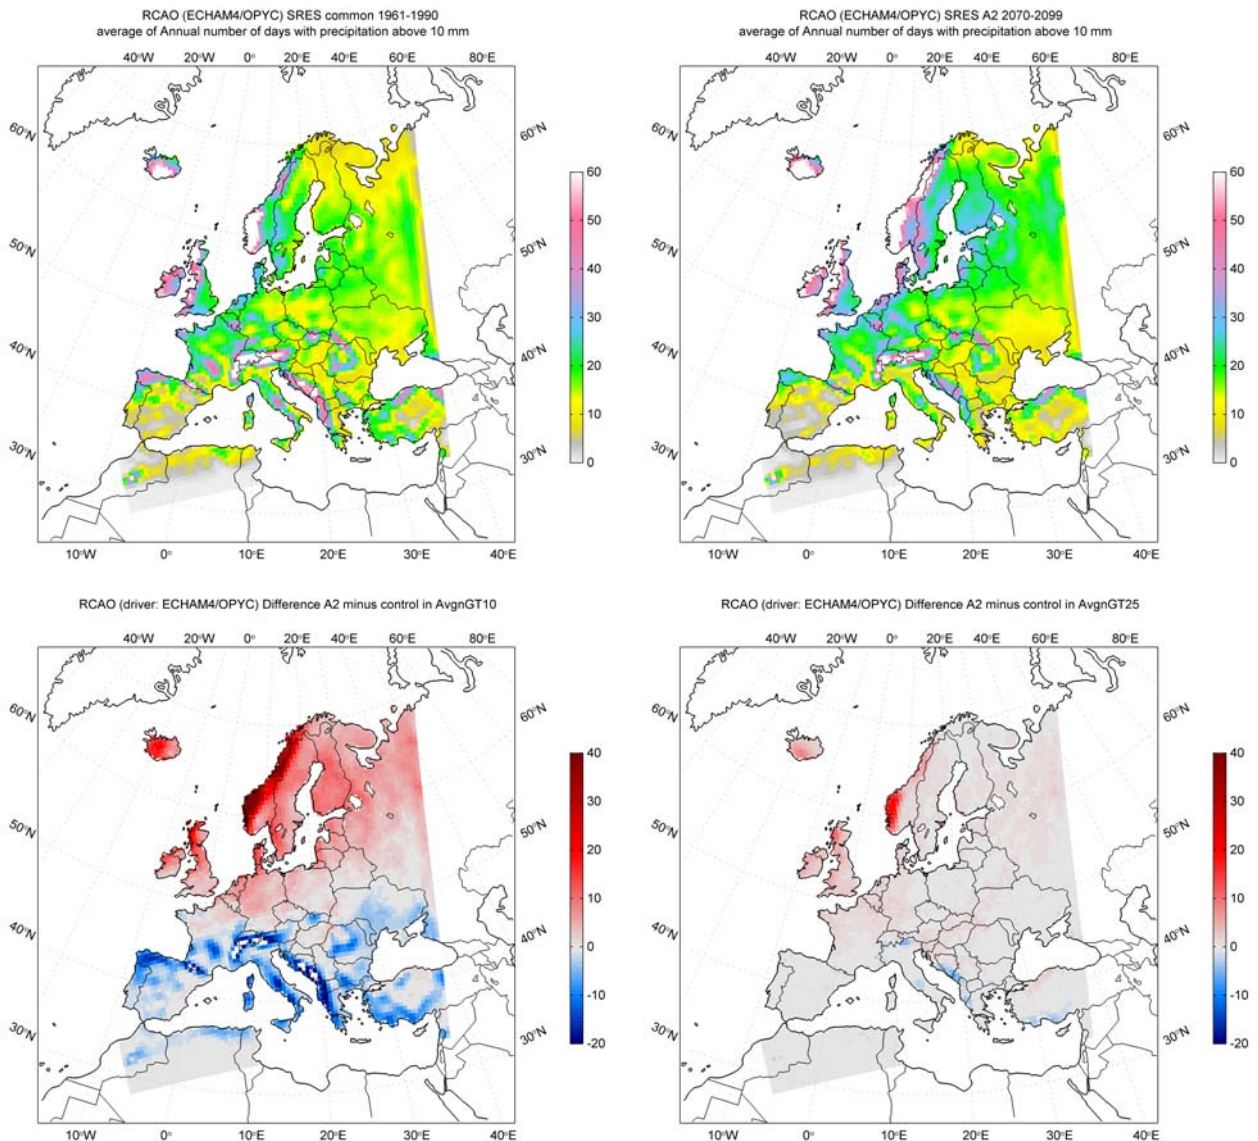 RCAO (ECHAM4/OPYC) SRES common 1961-1990
average of Annual number of days with precipitation above 10 mm
40°W 20°W 0° 20°E 40°E 60°E 80°E
60°N 60°N
50°N 50°N
40°N 40°N
30°N 30°N
10°W 0° 10°E 20°E 30°E 40°E
60
50
40
30
20
10
0
RCAO (ECHAM4/OPYC) SRES A2 2070-2099
average of Annual number of days with precipitation above 10 mm
40°W 20°W 0° 20°E 40°E 60°E 80°E
60°N 60°N
50°N 50°N
40°N 40°N
30°N 30°N
10°W 0° 10°E 20°E 30°E 40°E
60
50
40
30
20
10
0
RCAO (driver: ECHAM4/OPYC) Difference A2 minus control in AvgnGT10
40°W 20°W 0° 20°E 40°E 60°E 80°E
60°N 60°N
50°N 50°N
40°N 40°N
30°N 30°N
10°W 0° 10°E 20°E 30°E 40°E
40
30
20
10
0
-10
-20
RCAO (driver: ECHAM4/OPYC) Difference A2 minus control in AvgnGT25
40°W 20°W 0° 20°E 40°E 60°E 80°E
60°N 60°N
50°N 50°N
40°N 40°N
30°N 30°N
10°W 0° 10°E 20°E 30°E 40°E
40
30
20
10
0
-10
-20